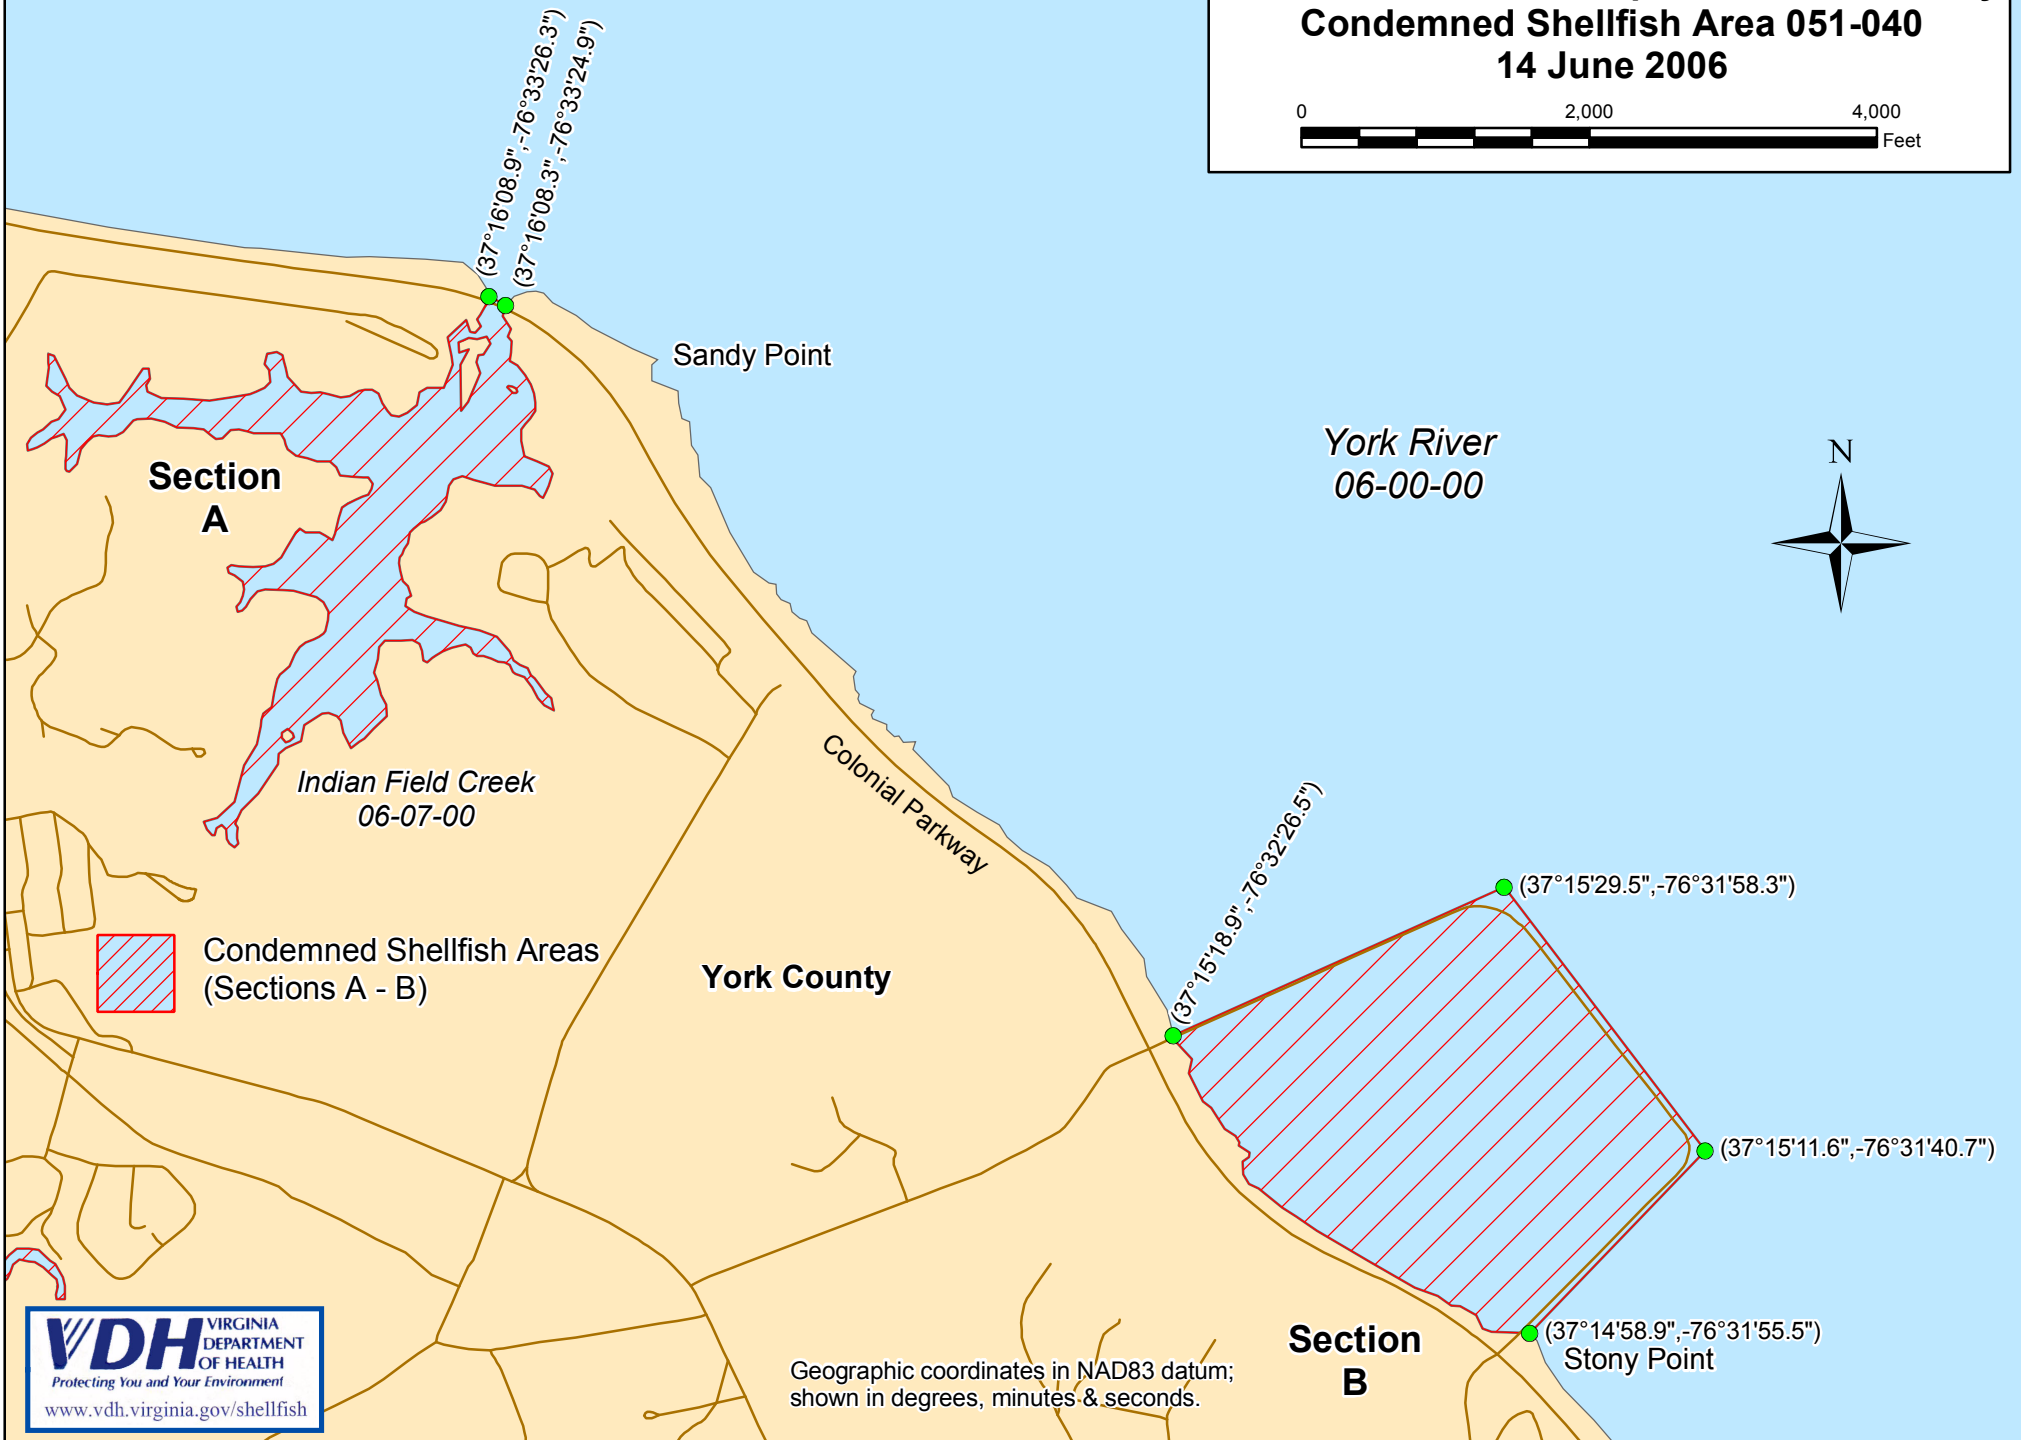 Condemned Shellfish Area 051-040
14 June 2006
0 2,000 4,000
Feet
(37°16'08.9",-76°33'26.3")
(37°16'08.3",-76°33'24.9")
Sandy Point
York River
06-00-00
N
Section
A
Indian Field Creek
06-07-00
Colonial Parkway
(37°15'18.9",-76°32'26.5")
(37°15'29.5",-76°31'58.3")
Condemned Shellfish Areas
(Sections A - B)
York County
(37°15'11.6",-76°31'40.7")
(37°14'58.9",-76°31'55.5")
Stony Point
Section
B
Geographic coordinates in NAD83 datum;
shown in degrees, minutes & seconds.
VDH
VIRGINIA
DEPARTMENT
OF HEALTH
Protecting You and Your Environment
www.vdh.virginia.gov/shellfish